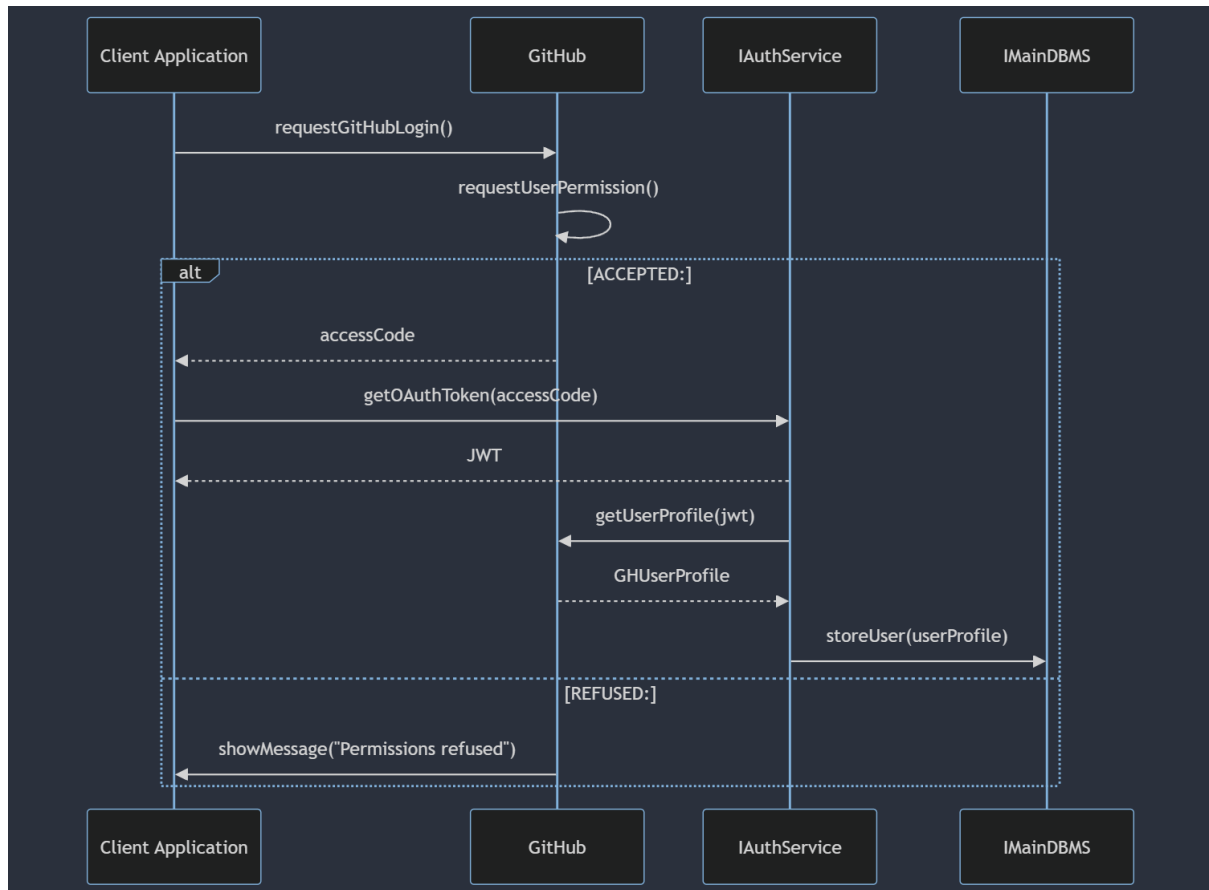 Client Application
GitHub
IAuthService
IMainDBMS
requestGitHubLogin()
requestUserPermission()
alt
[ACCEPTED:]
accessCode
getOAuthToken(accessCode)
JWT
getUserProfile(jwt)
GHUserProfile
storeUser(userProfile)
[REFUSED:]
showMessage("Permissions refused")
Client Application
GitHub
IAuthService
IMainDBMS